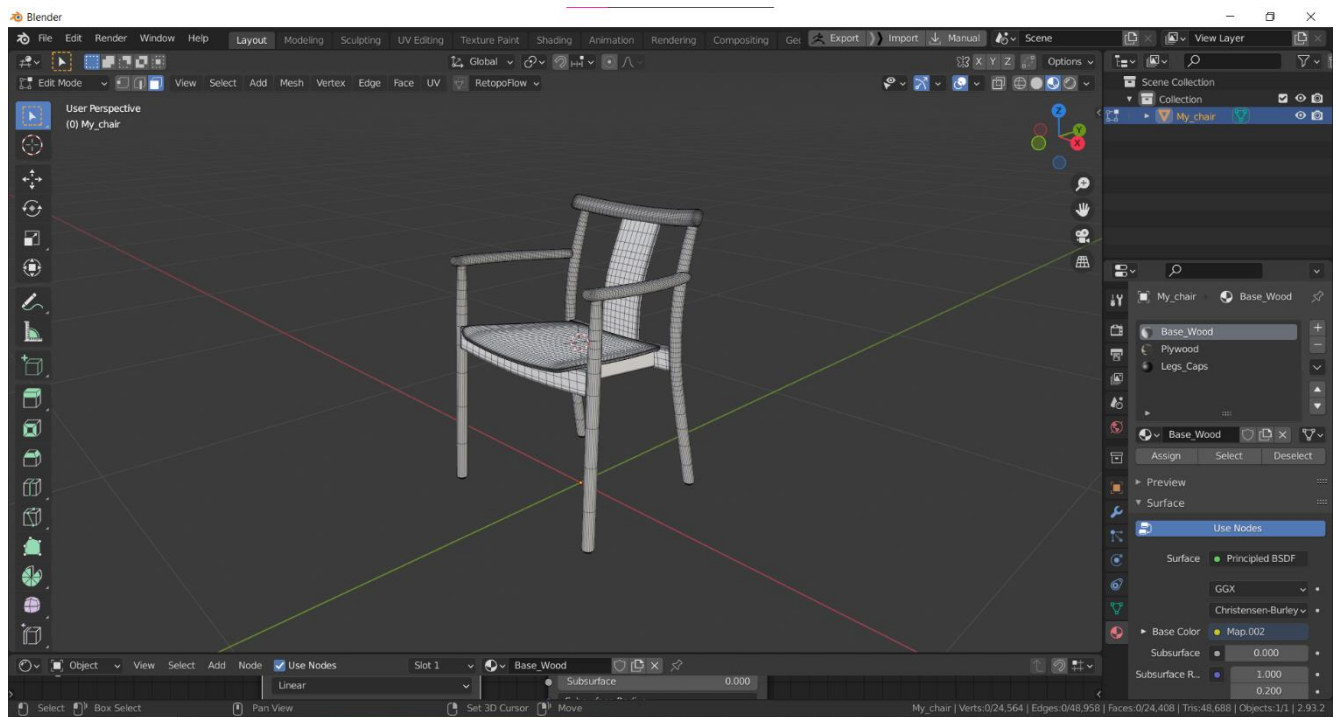 Blender
File Edit Render Window Help Layout Modeling Sculpting UV Editing Texture Paint Shading Animation Rendering Compositing Export Import Manual Scene View Layer
Global X Y Z Options
Edit Mode View Select Add Mesh Vertex Edge Face UV RetopoFlow
User Perspective
(0) My_chair
Z
Y
X
Scene Collection
Collection
My_chair
My_chair Base_Wood
Base_Wood
Plywood
Legs_Caps
Base_Wood
Assign Select Deselect
Preview
Surface
Use Nodes
Surface Principled BSDF
GGX
Christensen-Burley
Base Color Map.002
Subsurface 0.000
Subsurface R... 1.000
0.200
Object View Select Add Node Use Nodes Slot 1 Base_Wood
Linear Subsurface 0.000
Select Box Select Pan View Set 3D Cursor Move My_chair | Verts:0/24,564 | Edges:0/48,958 | Faces:0/24,408 | Tris:48,688 | Objects:1/1 | 2.93.2